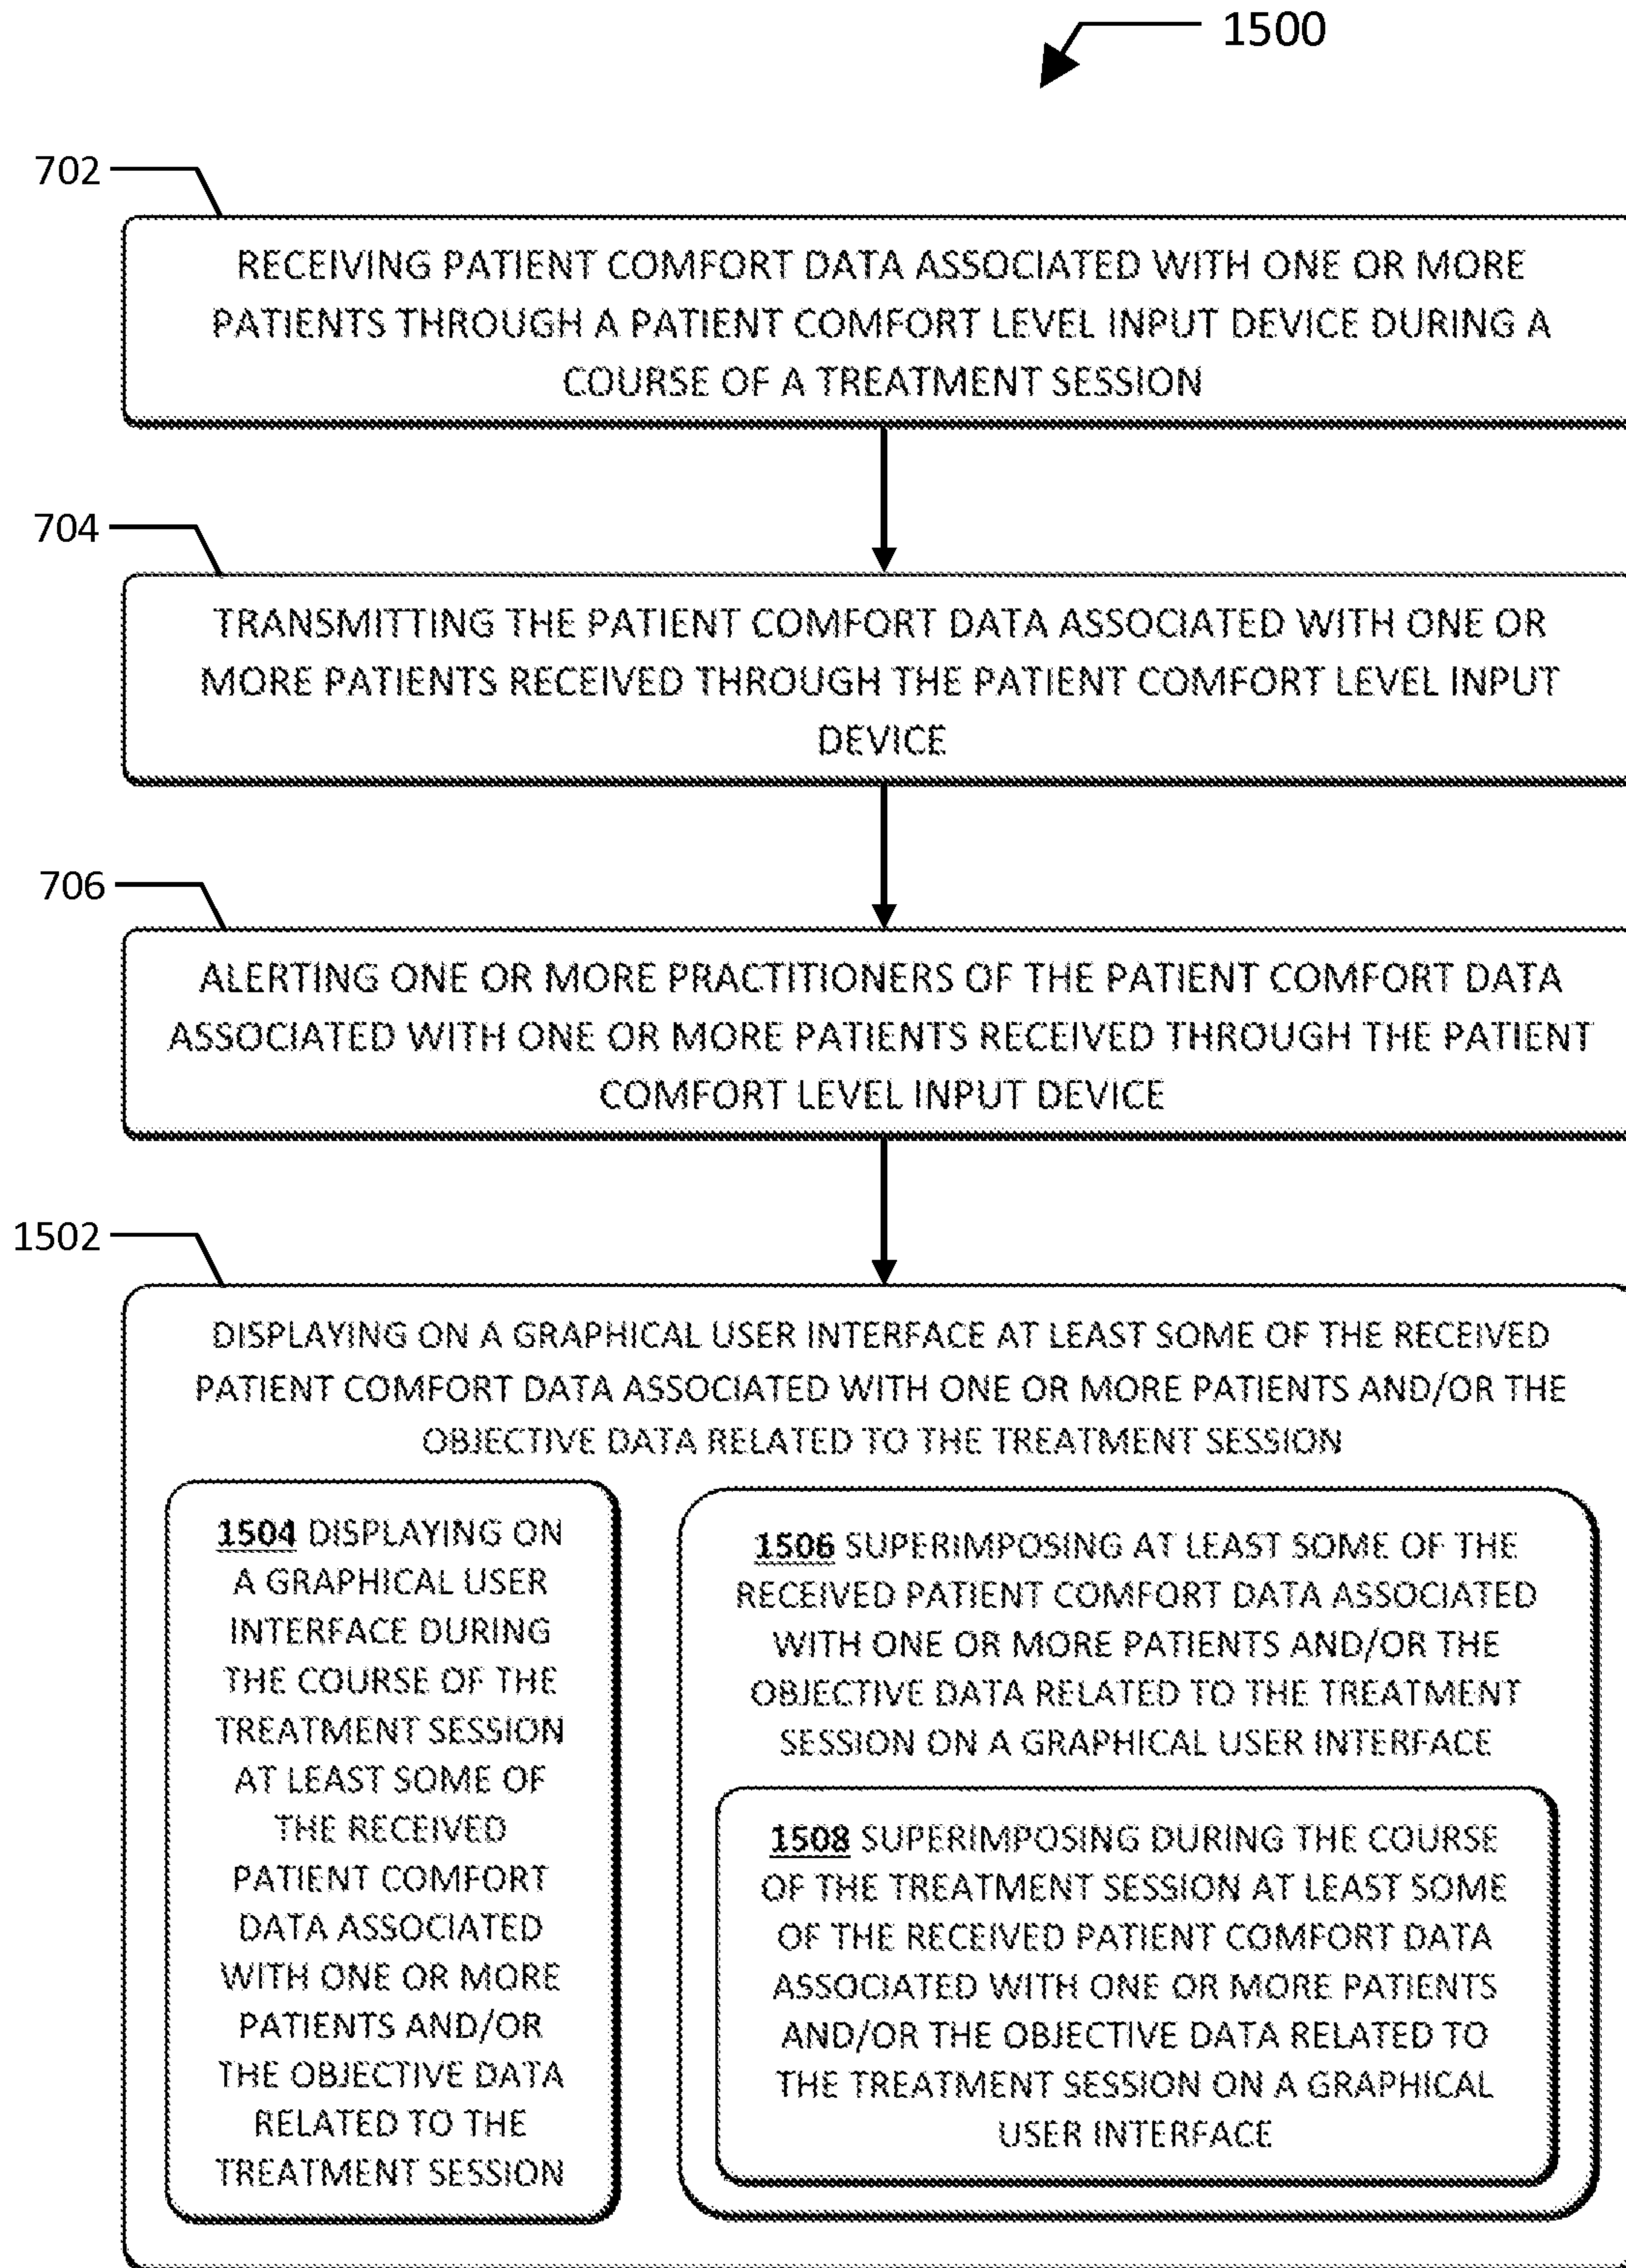 1500
702
RECEIVING PATIENT COMFORT DATA ASSOCIATED WITH ONE OR MORE
PATIENTS THROUGH A PATIENT COMFORT LEVEL INPUT DEVICE DURING A
COURSE OF A TREATMENT SESSION
704
TRANSMITTING THE PATIENT COMFORT DATA ASSOCIATED WITH ONE OR
MORE PATIENTS RECEIVED THROUGH THE PATIENT COMFORT LEVEL INPUT
DEVICE
706
ALERTING ONE OR MORE PRACTITIONERS OF THE PATIENT COMFORT DATA
ASSOCIATED WITH ONE OR MORE PATIENTS RECEIVED THROUGH THE PATIENT
COMFORT LEVEL INPUT DEVICE
1502
DISPLAYING ON A GRAPHICAL USER INTERFACE AT LEAST SOME OF THE RECEIVED
PATIENT COMFORT DATA ASSOCIATED WITH ONE OR MORE PATIENTS AND/OR THE
OBJECTIVE DATA RELATED TO THE TREATMENT SESSION
1504 DISPLAYING ON
A GRAPHICAL USER
INTERFACE DURING
THE COURSE OF THE
TREATMENT SESSION
AT LEAST SOME OF
THE RECEIVED
PATIENT COMFORT
DATA ASSOCIATED
WITH ONE OR MORE
PATIENTS AND/OR
THE OBJECTIVE DATA
RELATED TO THE
TREATMENT SESSION
1506 SUPERIMPOSING AT LEAST SOME OF THE
RECEIVED PATIENT COMFORT DATA ASSOCIATED
WITH ONE OR MORE PATIENTS AND/OR THE
OBJECTIVE DATA RELATED TO THE TREATMENT
SESSION ON A GRAPHICAL USER INTERFACE
1508 SUPERIMPOSING DURING THE COURSE
OF THE TREATMENT SESSION AT LEAST SOME
OF THE RECEIVED PATIENT COMFORT DATA
ASSOCIATED WITH ONE OR MORE PATIENTS
AND/OR THE OBJECTIVE DATA RELATED TO
THE TREATMENT SESSION ON A GRAPHICAL
USER INTERFACE